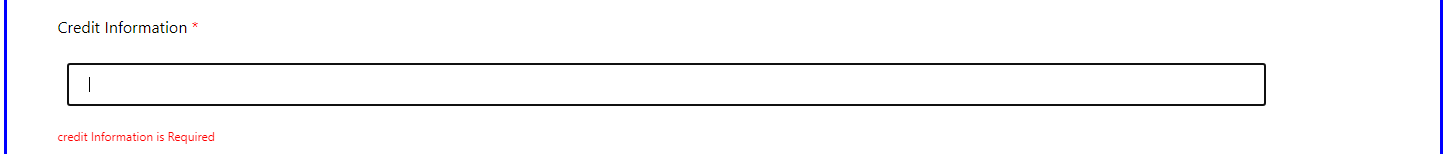 Credit Information *
credit Information is Required